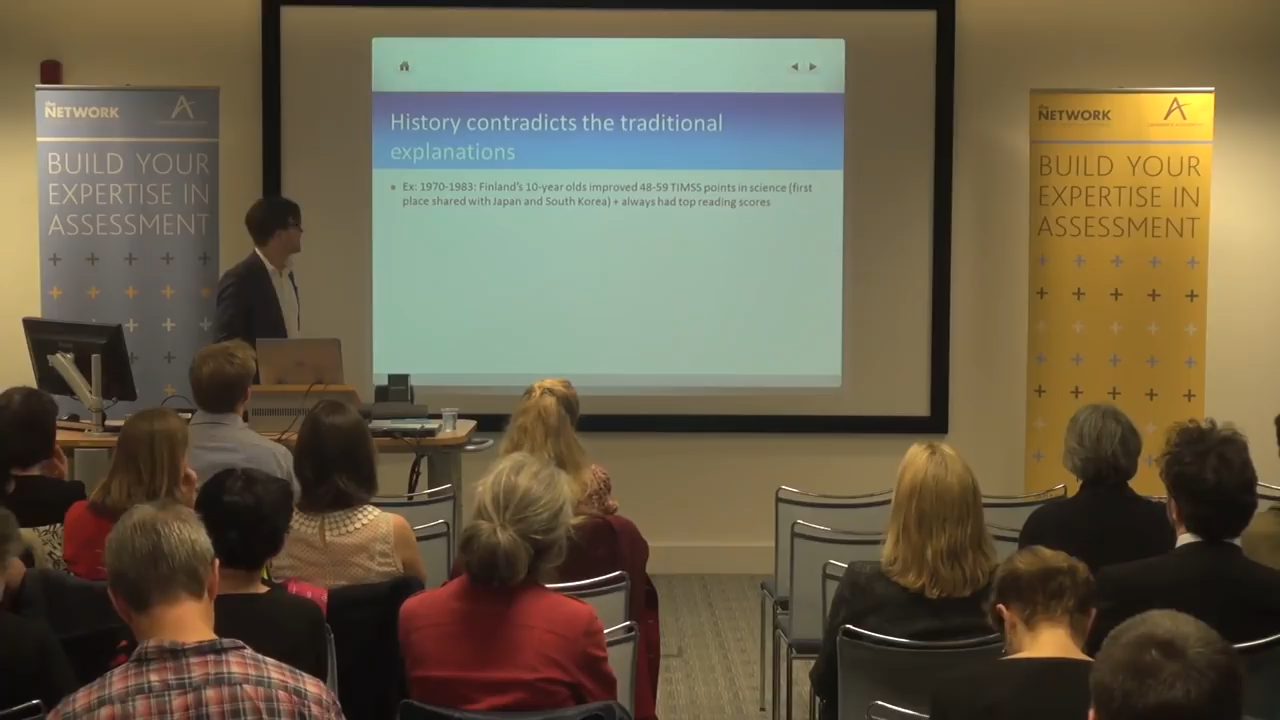 History contradicts the traditional
explanations
Ex: 1970-1983: Finland's 10-year olds improved 48-59 TIMSS points in science (first
place shared with Japan and South Korea) + always had top reading scores
the
NETWORK
BUILD YOUR
EXPERTISE IN
ASSESSMENT
the
NETWORK
BUILD YOUR
EXPERTISE IN
ASSESSMENT